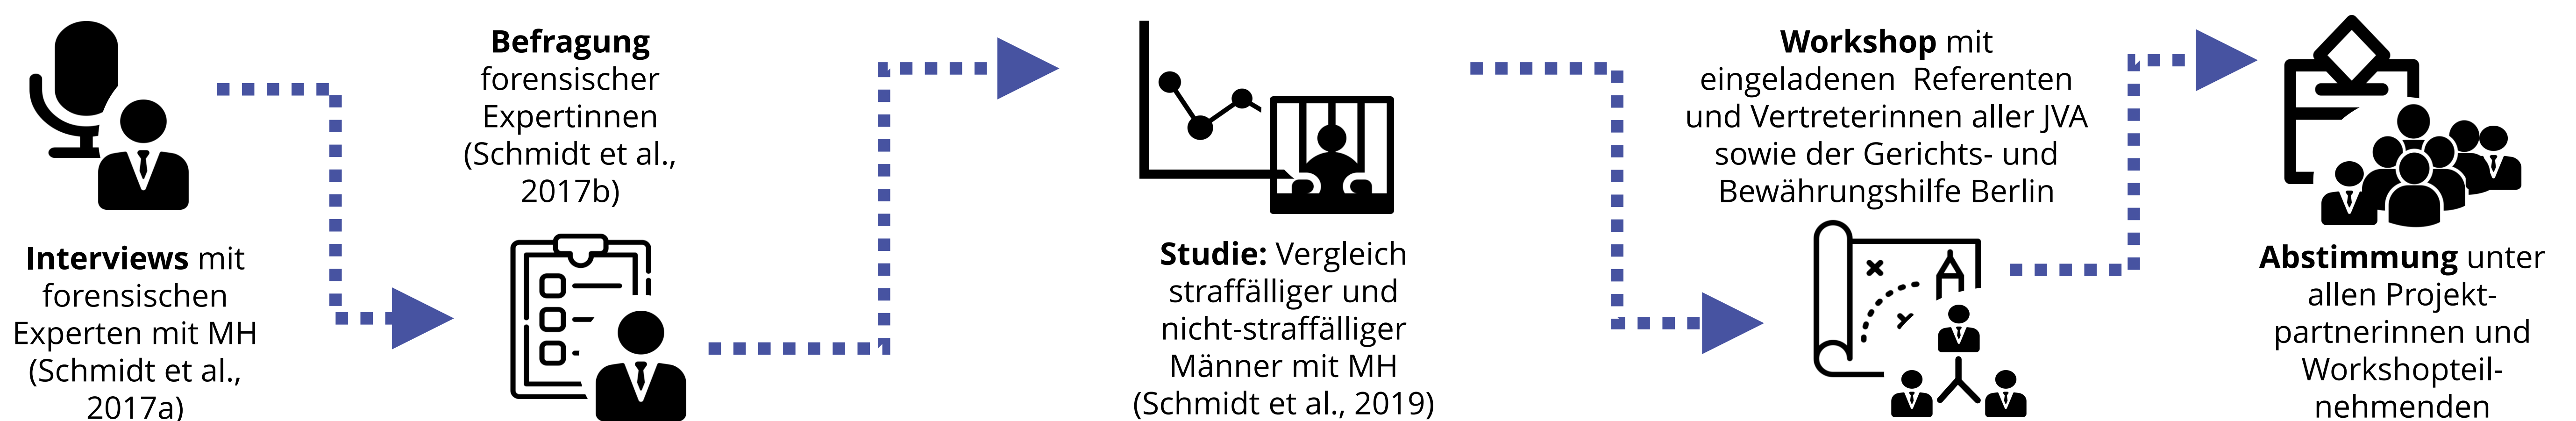 Interviews mit
forensischen
Experten mit MH
(Schmidt et al.,
2017a)
Befragung
forensischer
Expertinnen
(Schmidt et al.,
2017b)
Studie: Vergleich
straffälliger und
nicht-straffälliger
Männer mit MH
(Schmidt et al., 2019)
Workshop mit
eingeladenen Referenten
und Vertreterinnen aller JVA
sowie der Gerichts- und
Bewährungshilfe Berlin
Abstimmung unter
allen Projekt-
partnerinnen und
Workshopteil-
nehmenden